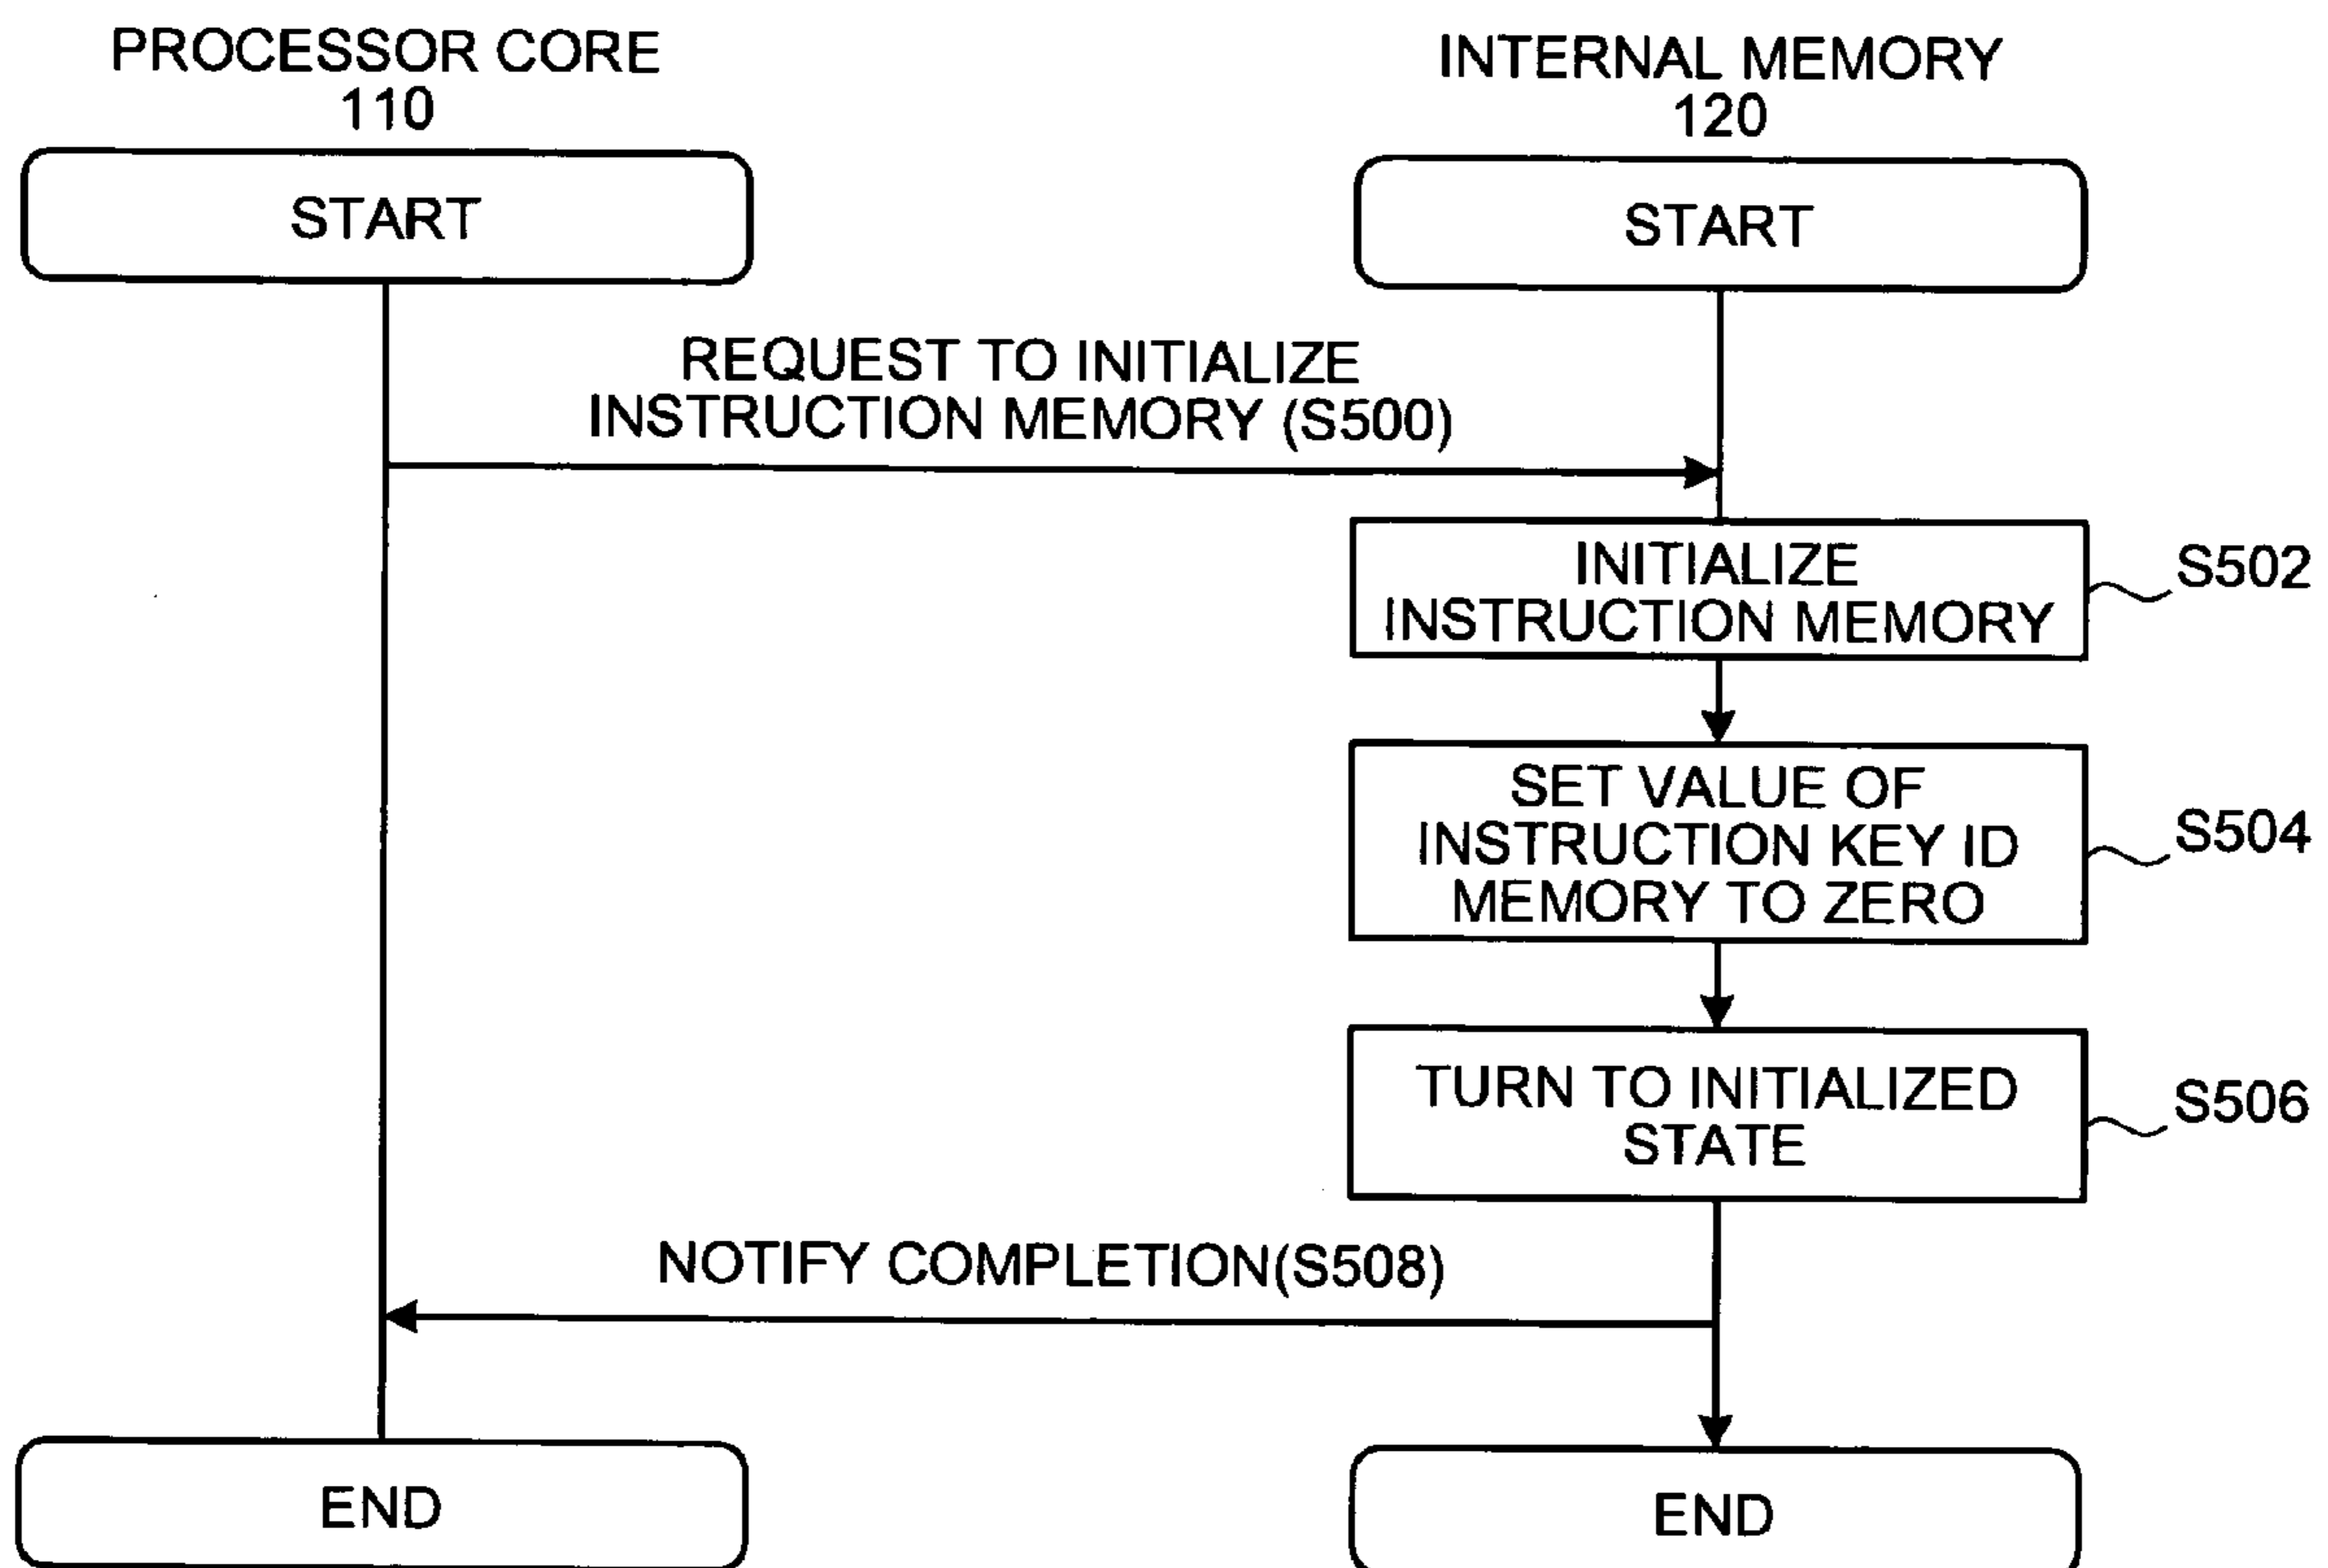 PROCESSOR CORE
110
INTERNAL MEMORY
120
START
START
REQUEST TO INITIALIZE
INSTRUCTION MEMORY (S500)
INITIALIZE
INSTRUCTION MEMORY
S502
SET VALUE OF
INSTRUCTION KEY ID
MEMORY TO ZERO
S504
TURN TO INITIALIZED
STATE
S506
NOTIFY COMPLETION(S508)
END
END